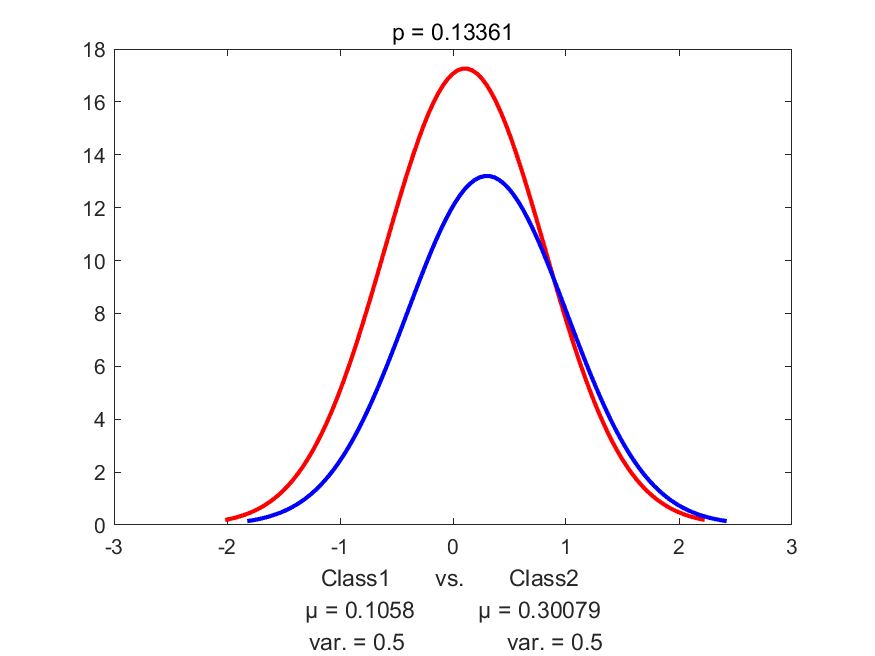 p = 0.13361
18
16
14
12
10
8
6
4
2
0
-3 -2 -1 0 1 2 3
Class1 vs. Class2
μ = 0.1058 μ = 0.30079
var. = 0.5 var. = 0.5